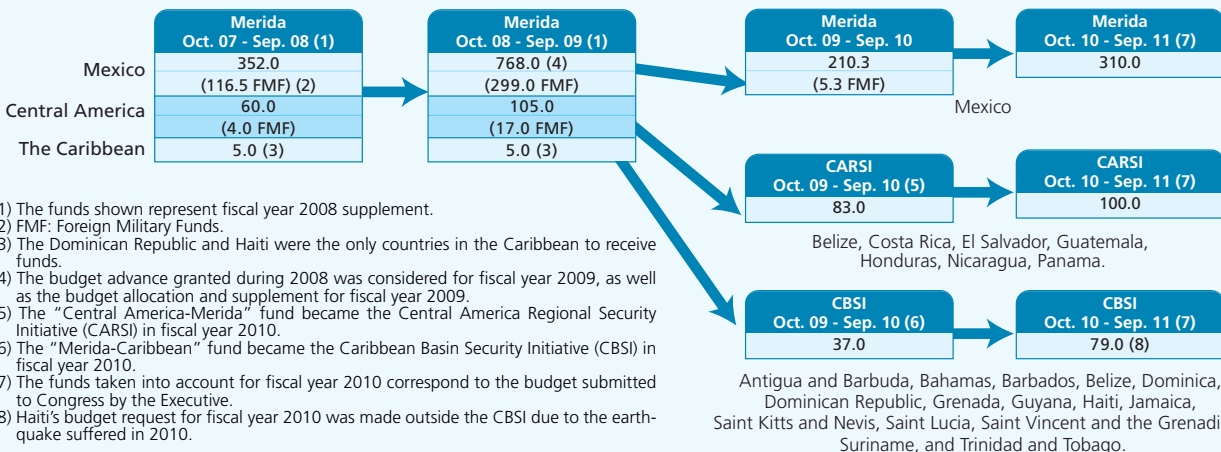 Merida
Oct. 07 - Sep. 08 (1)
Mexico
352.0
(116.5 FMF) (2)
Central America
60.0
(4.0 FMF)
The Caribbean
5.0 (3)
Merida
Oct. 08 - Sep. 09 (1)
768.0 (4)
(299.0 FMF)
105.0
(17.0 FMF)
5.0 (3)
Merida
Oct. 09 - Sep. 10
210.3
(5.3 FMF)
Merida
Oct. 10 - Sep. 11 (7)
310.0
Mexico
CARSI
Oct. 09 - Sep. 10 (5)
83.0
CARSI
Oct. 10 - Sep. 11 (7)
100.0
Belize, Costa Rica, El Salvador, Guatemala,
Honduras, Nicaragua, Panama.
CBSI
Oct. 09 - Sep. 10 (6)
37.0
CBSI
Oct. 10 - Sep. 11 (7)
79.0 (8)
Antigua and Barbuda, Bahamas, Barbados, Belize, Dominica,
Dominican Republic, Grenada, Guyana, Haiti, Jamaica,
Saint Kitts and Nevis, Saint Lucia, Saint Vincent and the Grenadi
Suriname, and Trinidad and Tobago.
1) The funds shown represent fiscal year 2008 supplement.
2) FMF: Foreign Military Funds.
3) The Dominican Republic and Haiti were the only countries in the Caribbean to receive
funds.
4) The budget advance granted during 2008 was considered for fiscal year 2009, as well
as the budget allocation and supplement for fiscal year 2009.
5) The "Central America-Merida" fund became the Central America Regional Security
Initiative (CARSI) in fiscal year 2010.
6) The "Merida-Caribbean" fund became the Caribbean Basin Security Initiative (CBSI) in
fiscal year 2010.
7) The funds taken into account for fiscal year 2010 correspond to the budget submitted
to Congress by the Executive.
8) Haiti's budget request for fiscal year 2010 was made outside the CBSI due to the earth-
quake suffered in 2010.